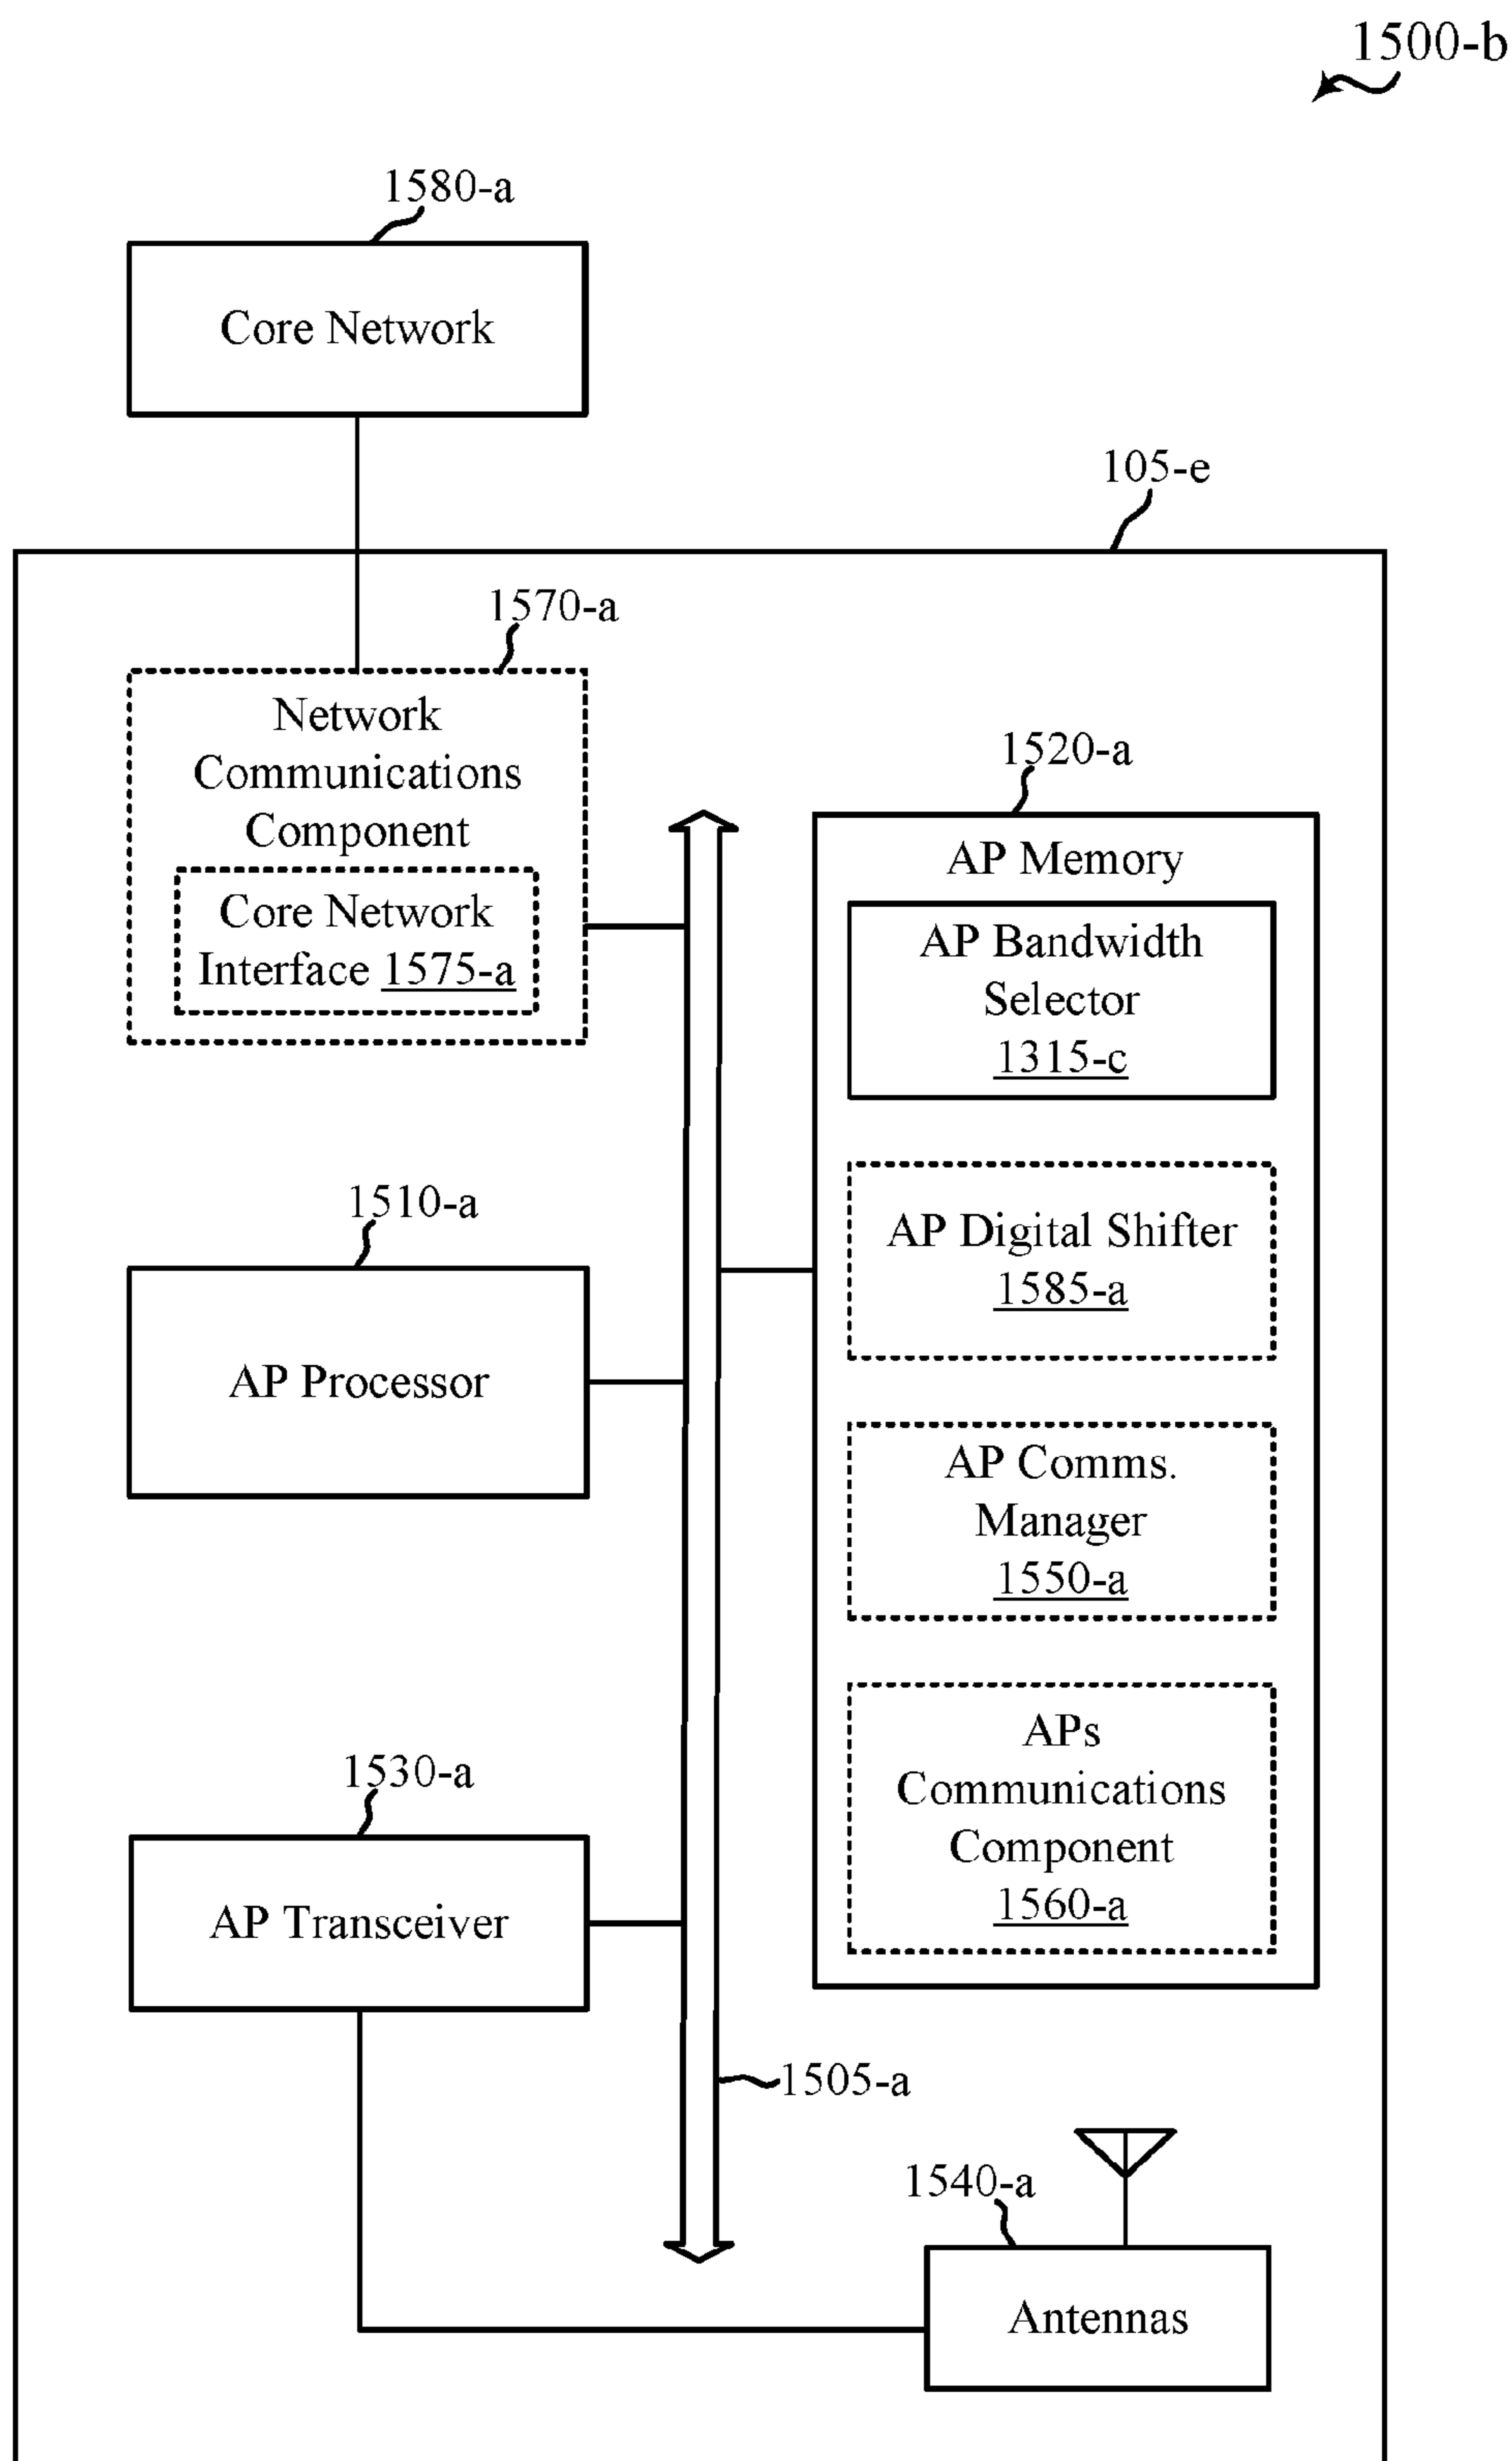 1500-b
1580-a
Core Network
105-e
1570-a
Network
Communications
Component
Core Network
Interface 1575-a
1520-a
AP Memory
AP Bandwidth
Selector
1315-c
AP Digital Shifter
1585-a
AP Comms.
Manager
1550-a
APs
Communications
Component
1560-a
1510-a
AP Processor
1530-a
AP Transceiver
1505-a
1540-a
Antennas